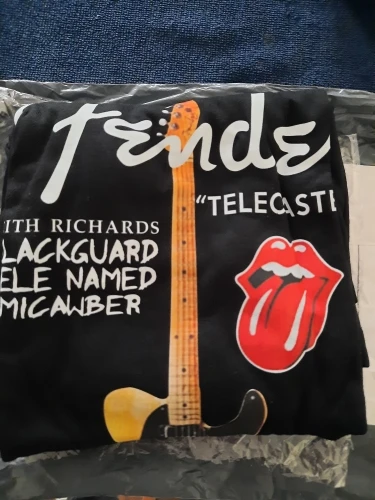 Fende
"TELECASTE
ITH RICHARDS
LACKGUARD
ELE NAMED
MICAWBER